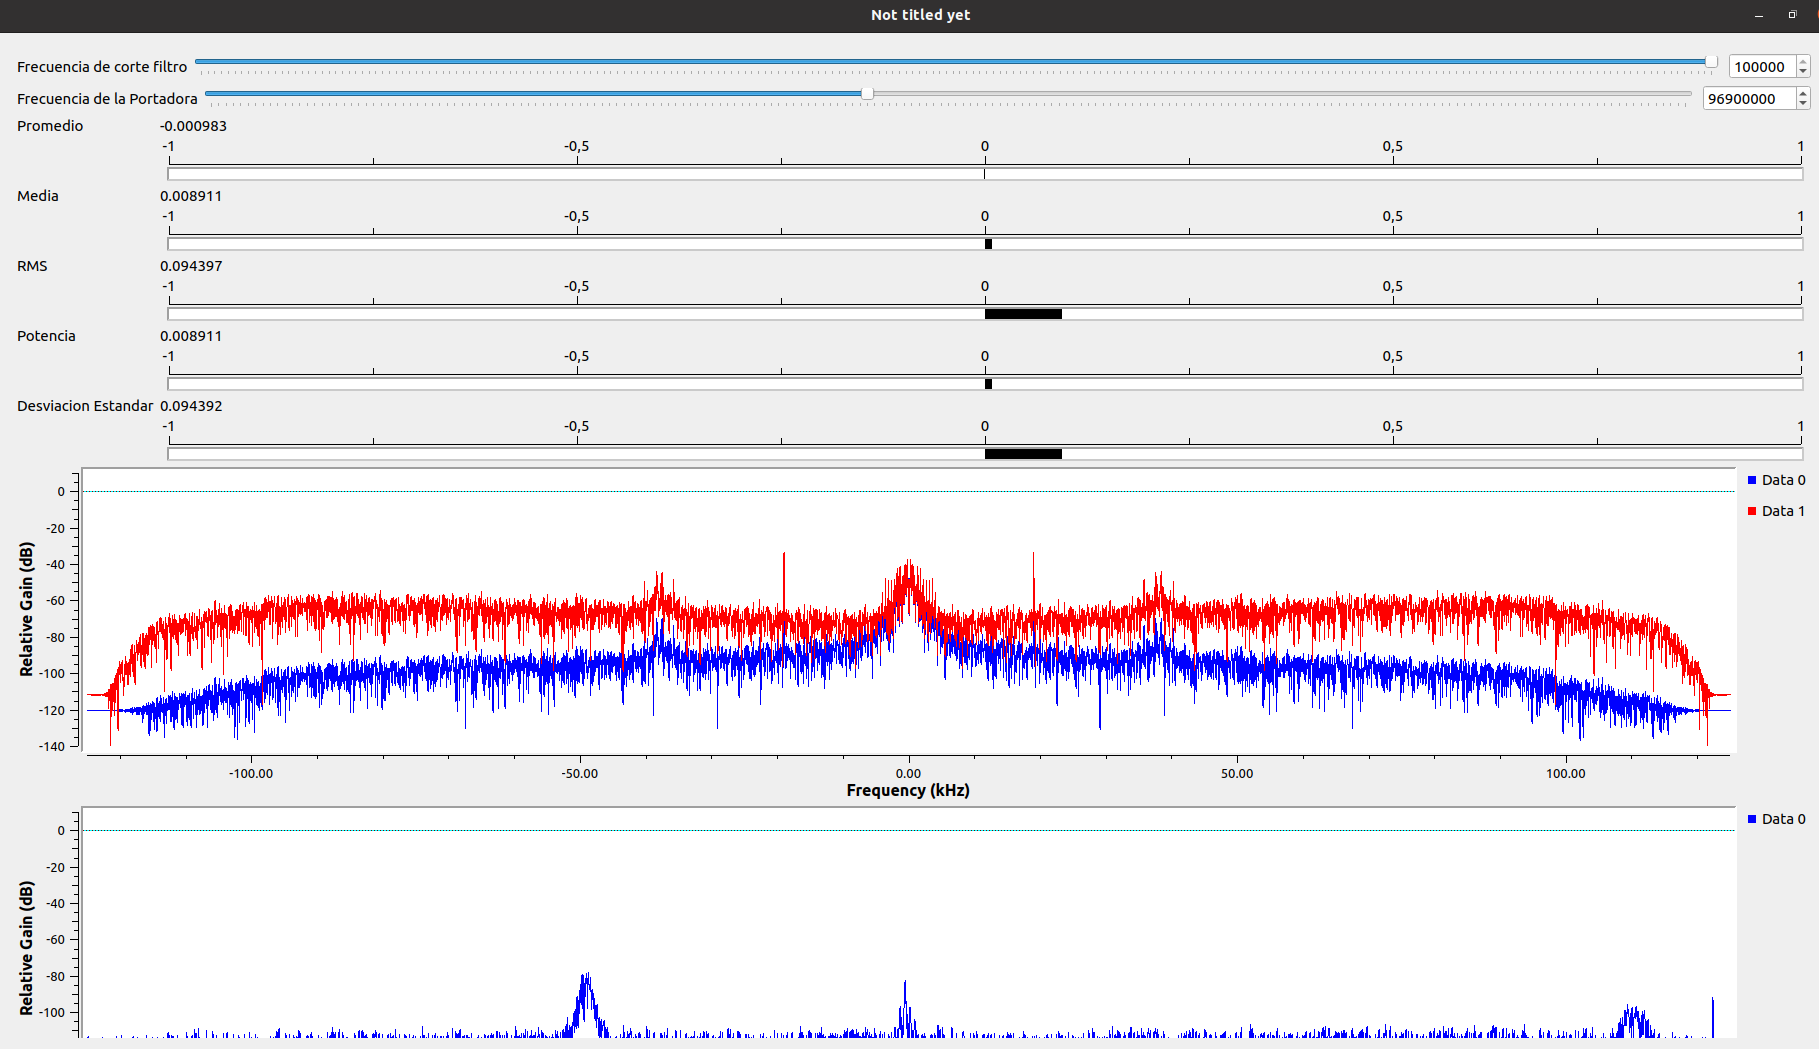 Not titled yet
Frecuencia de corte filtro 100000
Frecuencia de la Portadora 96900000
Promedio -0.000983
-1 -0,5 0 0,5 1
Media 0.008911
-1 -0,5 0 0,5 1
RMS 0.094397
-1 -0,5 0 0,5 1
Potencia 0.008911
-1 -0,5 0 0,5 1
Desviacion Estandar 0.094392
-1 -0,5 0 0,5 1
Relative Gain (dB)
0
-20
-40
-60
-80
-100
-120
-140
Data 0
Data 1
-100.00 -50.00 0.00 50.00 100.00
Frequency (kHz)
Relative Gain (dB)
0
-20
-40
-60
-80
-100
Data 0